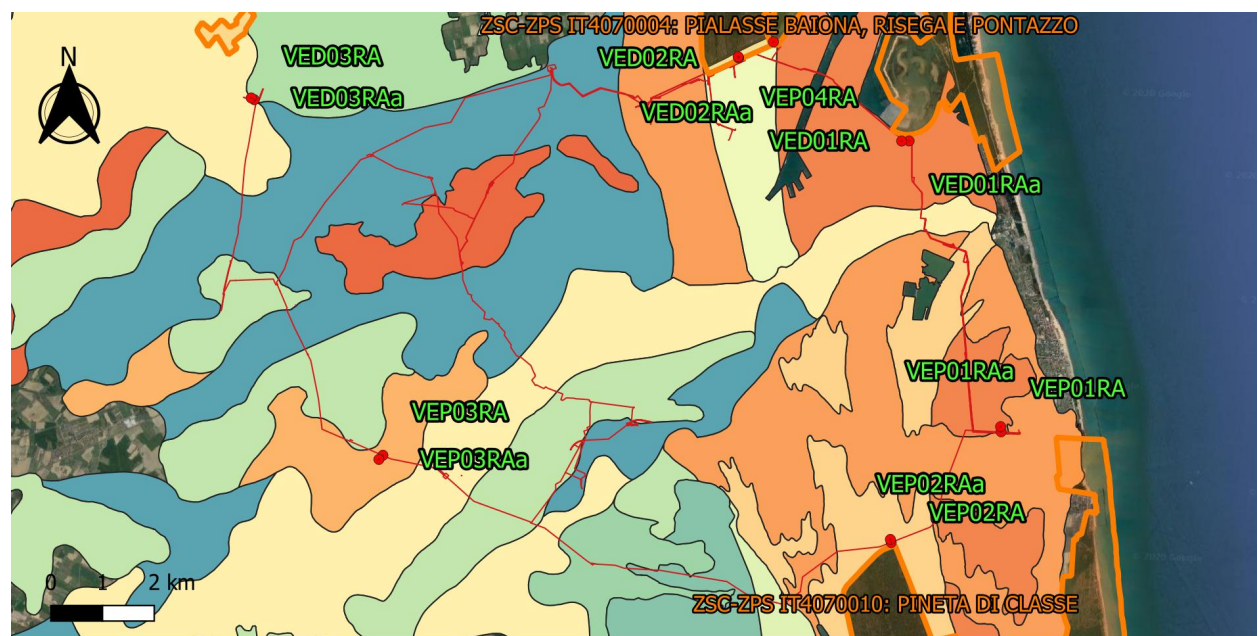 ZSC-ZPS IT4070004: PIALASSE BAIONA, RISEGA E PONTAZZO
N
VED03RA
VED02RA
VED03RAa
VED02RAa
VEP04RA
VED01RA
VED01RAa
VEP01RAa
VEP01RA
VEP03RA
VEP03RAa
VEP02RAa
VEP02RA
0 1 2 km
ZSC-ZPS IT4070010: PINETA DI CLASSE